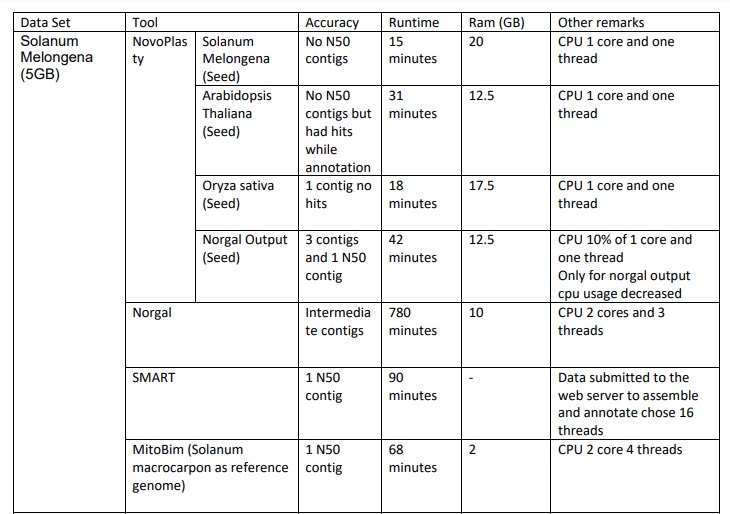 Data Set Tool Accuracy Runtime Ram (GB) Other remarks
Solanum
Melongena
(5GB)
NovoPlas
ty
Solanum
Melongena
(Seed)
No N50
contigs
15
minutes
20
CPU 1 core and one
thread
Arabidopsis
Thaliana
(Seed)
No N50
contigs but
had hits
while
annotation
31
minutes
12.5
CPU 1 core and one
thread
Oryza sativa
(Seed)
1 contig no
hits
18
minutes
17.5
CPU 1 core and one
thread
Norgal Output
(Seed)
3 contigs
and 1 N50
contig
42
minutes
12.5
CPU 10% of 1 core and
one thread
Only for norgal output
cpu usage decreased
Norgal
Intermedia
te contigs
780
minutes
10
CPU 2 cores and 3
threads
SMART
1 N50
contig
90
minutes
-
Data submitted to the
web server to assemble
and annotate chose 16
threads
MitoBim (Solanum
macrocarpon as reference
genome)
1 N50
contig
68
minutes
2
CPU 2 core 4 threads